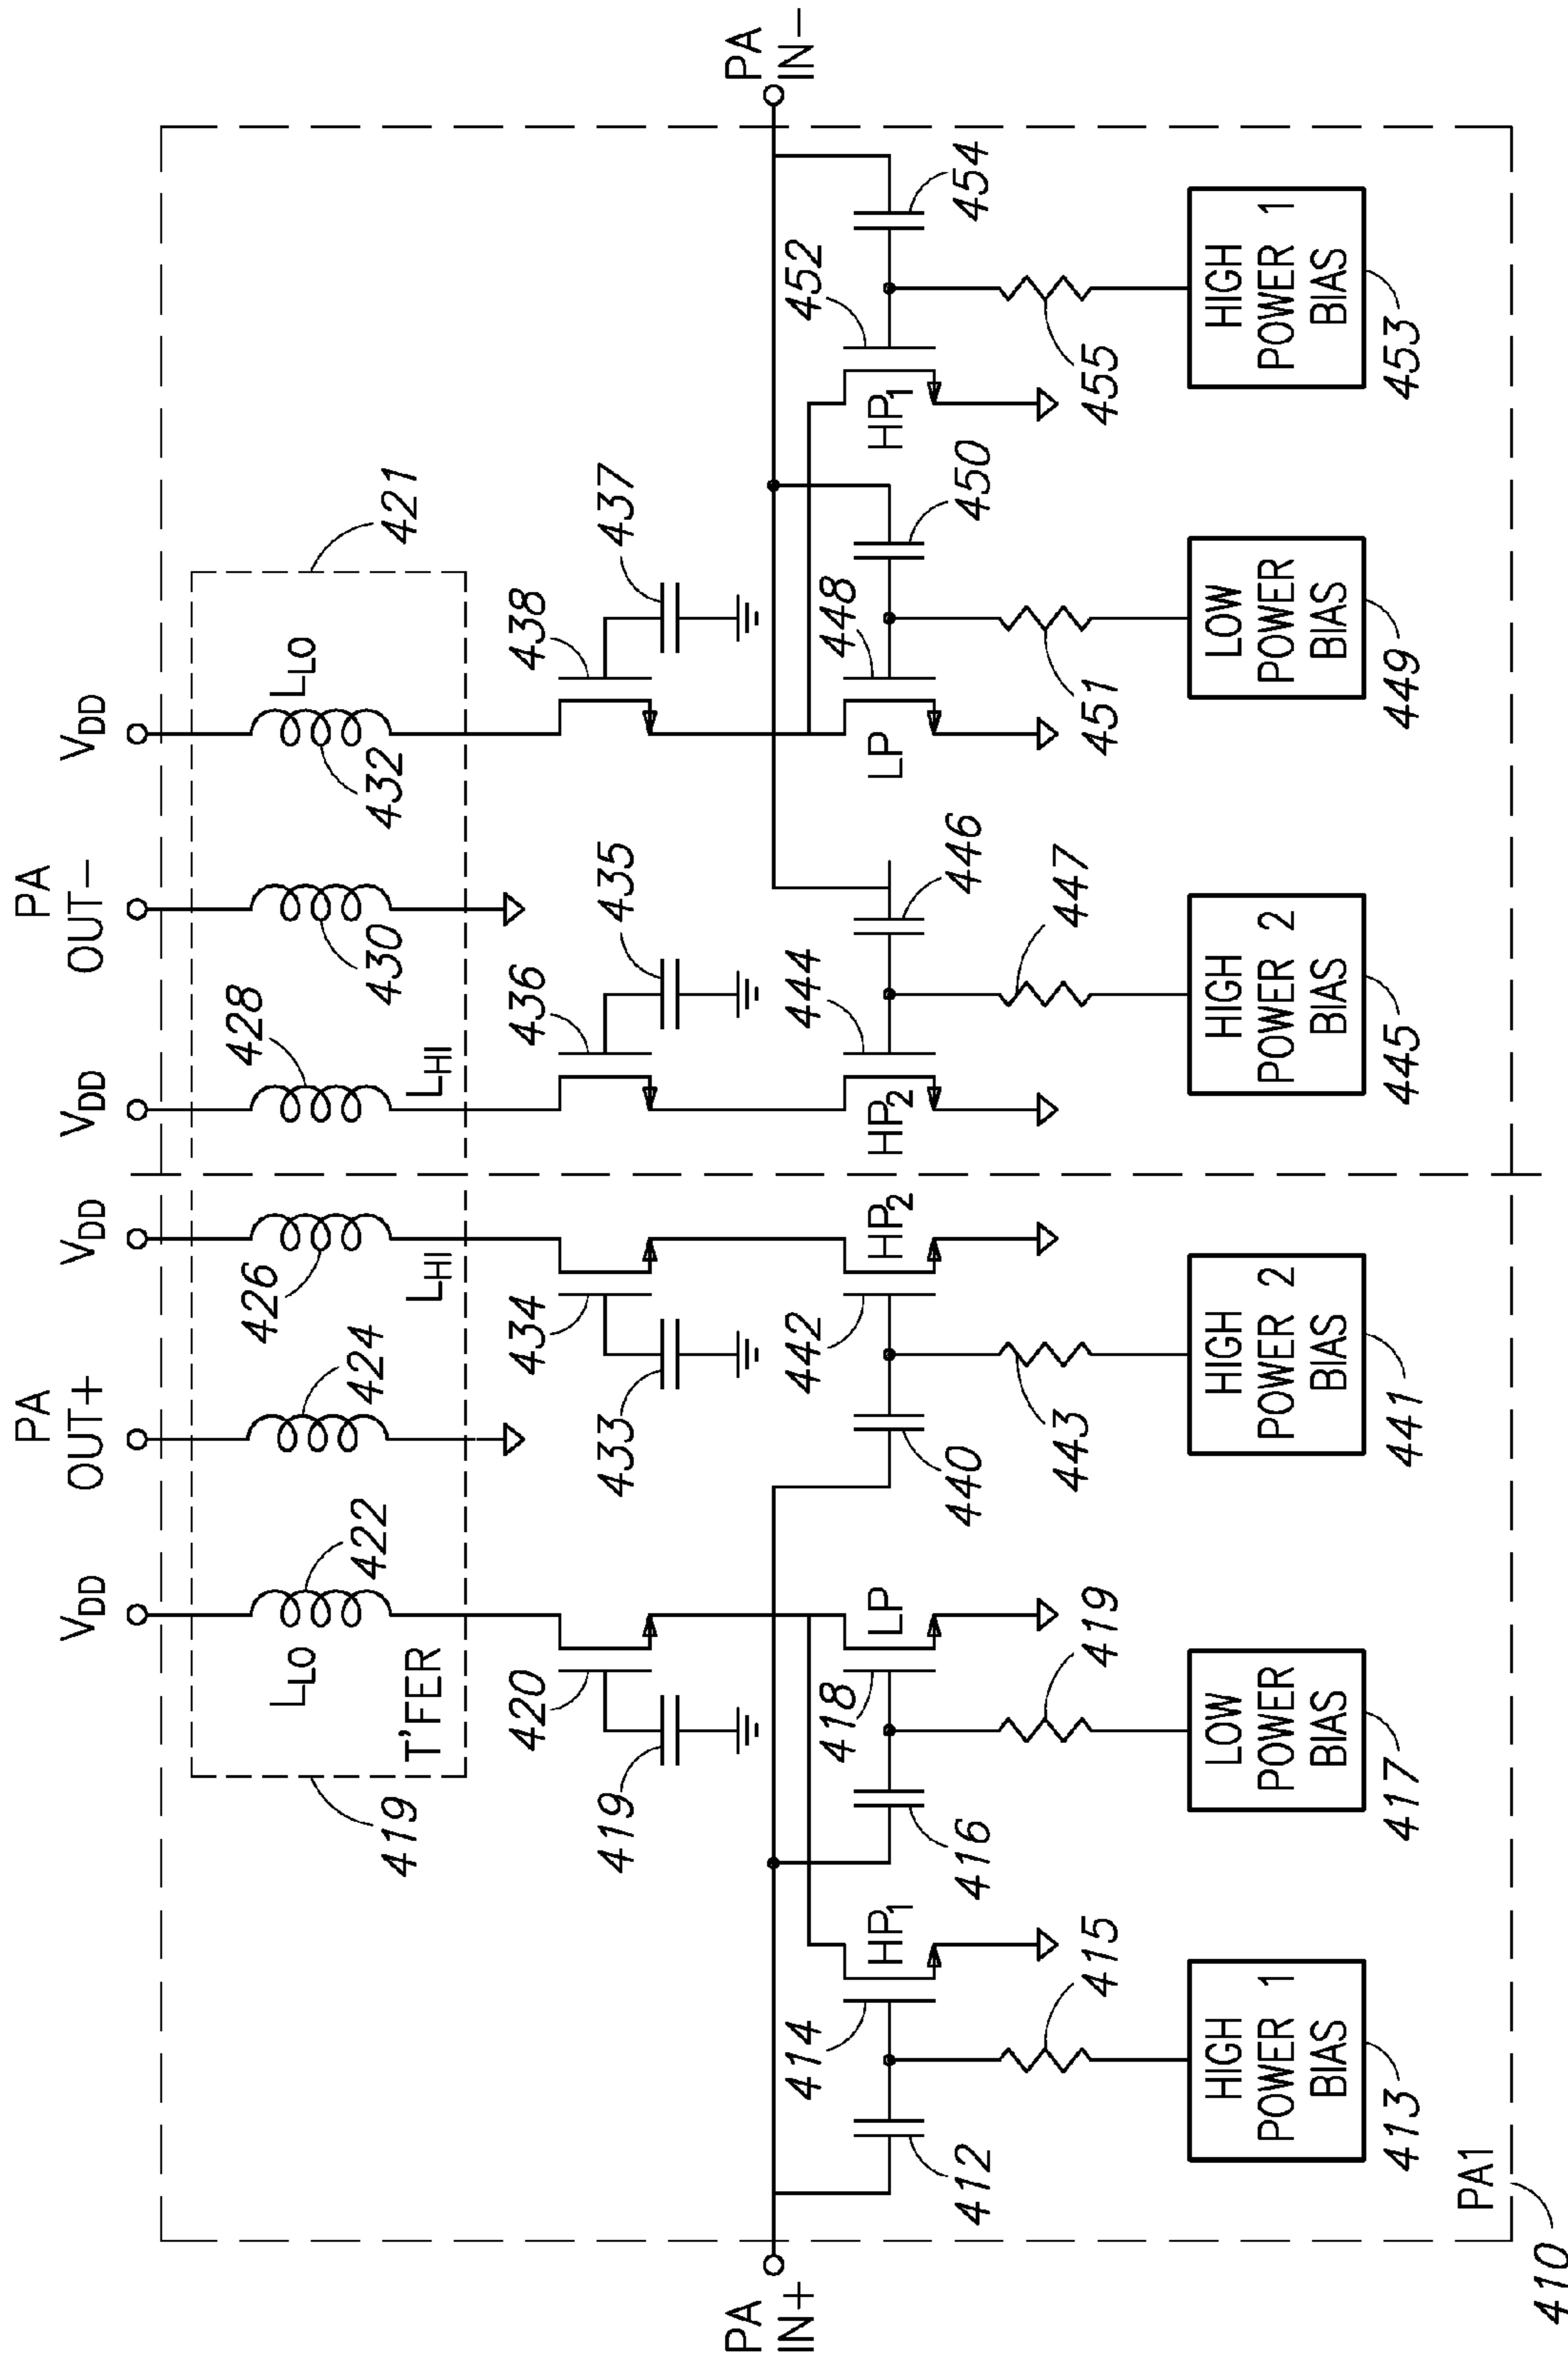 PA
OUT+
PA
OUT–
VDD
VDD
VDD
VDD
419
421
LLO
422
424
426
428
430
432
LLO
T'FER
LHI
LHI
419
420
433
434
436
435
438
437
PA
IN+
PA
IN–
414
HP1
418
LP
442
HP2
HP2
444
LP
448
HP1
452
412
416
440
446
450
454
415
419
443
447
451
455
HIGH
POWER 1
BIAS
LOW
POWER
BIAS
HIGH
POWER 2
BIAS
HIGH
POWER 2
BIAS
LOW
POWER
BIAS
HIGH
POWER 1
BIAS
413
417
441
445
449
453
PA1
410